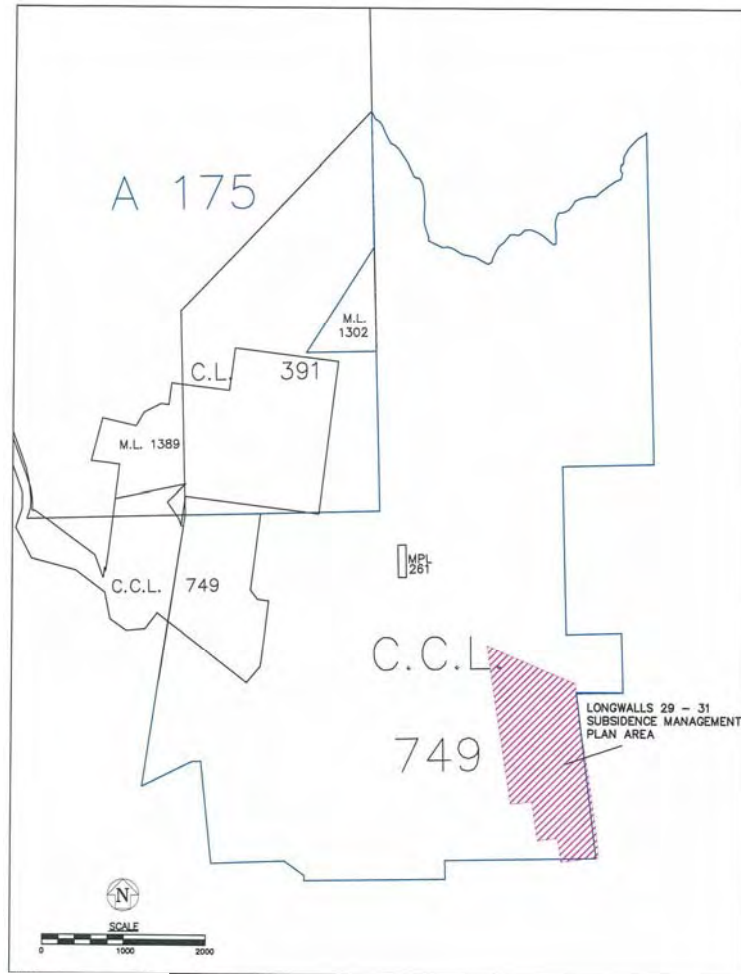 A 175
M.L.
1302
C.L. 391
M.L. 1389
C.C.L. 749
MPL
261
C.C.L.
749
LONGWALLS 29 - 31
SUBSIDENCE MANAGEMENT
PLAN AREA
N
SCALE
0 1000 2000